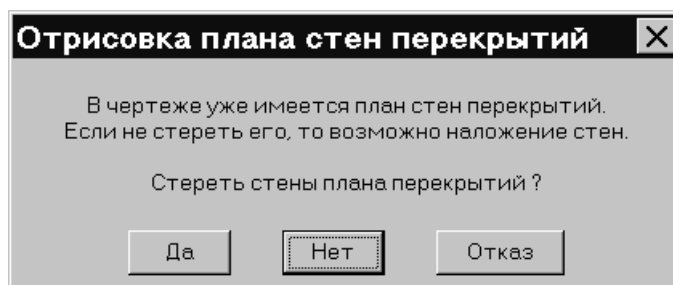 Отрисовка плана стен перекрытий
В чертеже уже имеется план стен перекрытий.
Если не стереть его, то возможно наложение стен.
Стереть стены плана перекрытий ?
Да Нет Отказ